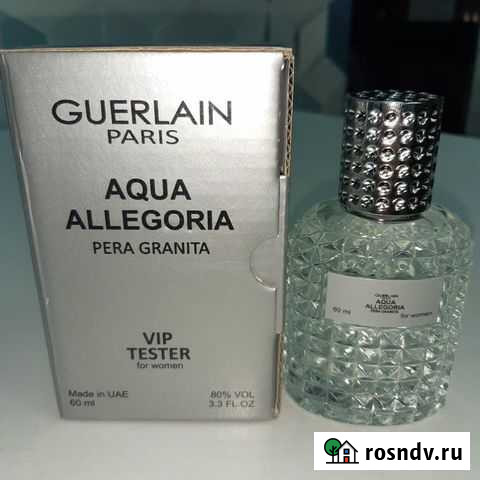 GUERLAIN
PARIS
AQUA
ALLEGORIA
PERA GRANITA
VIP
TESTER
for women
Made in UAE 80% VOL
60 ml 3.3 FL.OZ
GUERLAIN
AQUA
ALLEGORIA
PERA GRANITA
60 ml for women
rosndv.ru